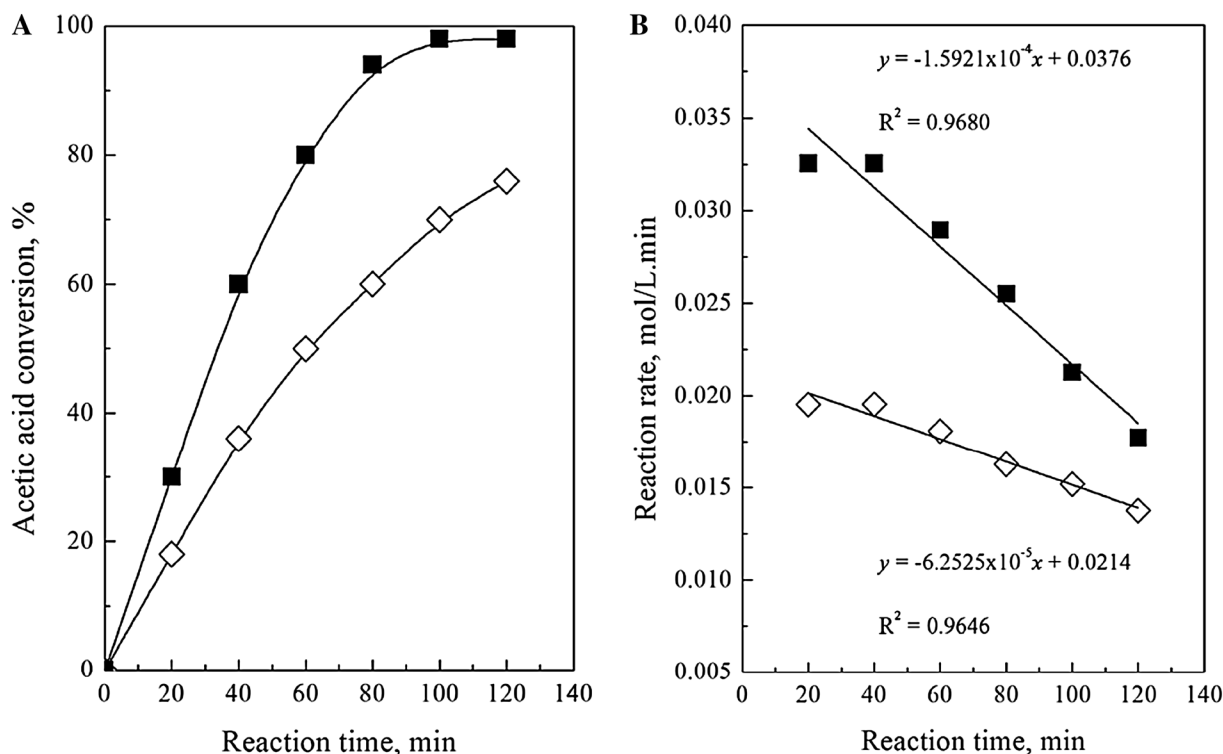 A
Acetic acid conversion, %
100
80
60
40
20
0
0 20 40 60 80 100 120 140
Reaction time, min
B
Reaction rate, mol/L.min
0.040
0.035
0.030
0.025
0.020
0.015
0.010
0.005
y = -1.5921x10⁻⁴x + 0.0376
R² = 0.9680
y = -6.2525x10⁻⁵x + 0.0214
R² = 0.9646
0 20 40 60 80 100 120 140
Reaction time, min